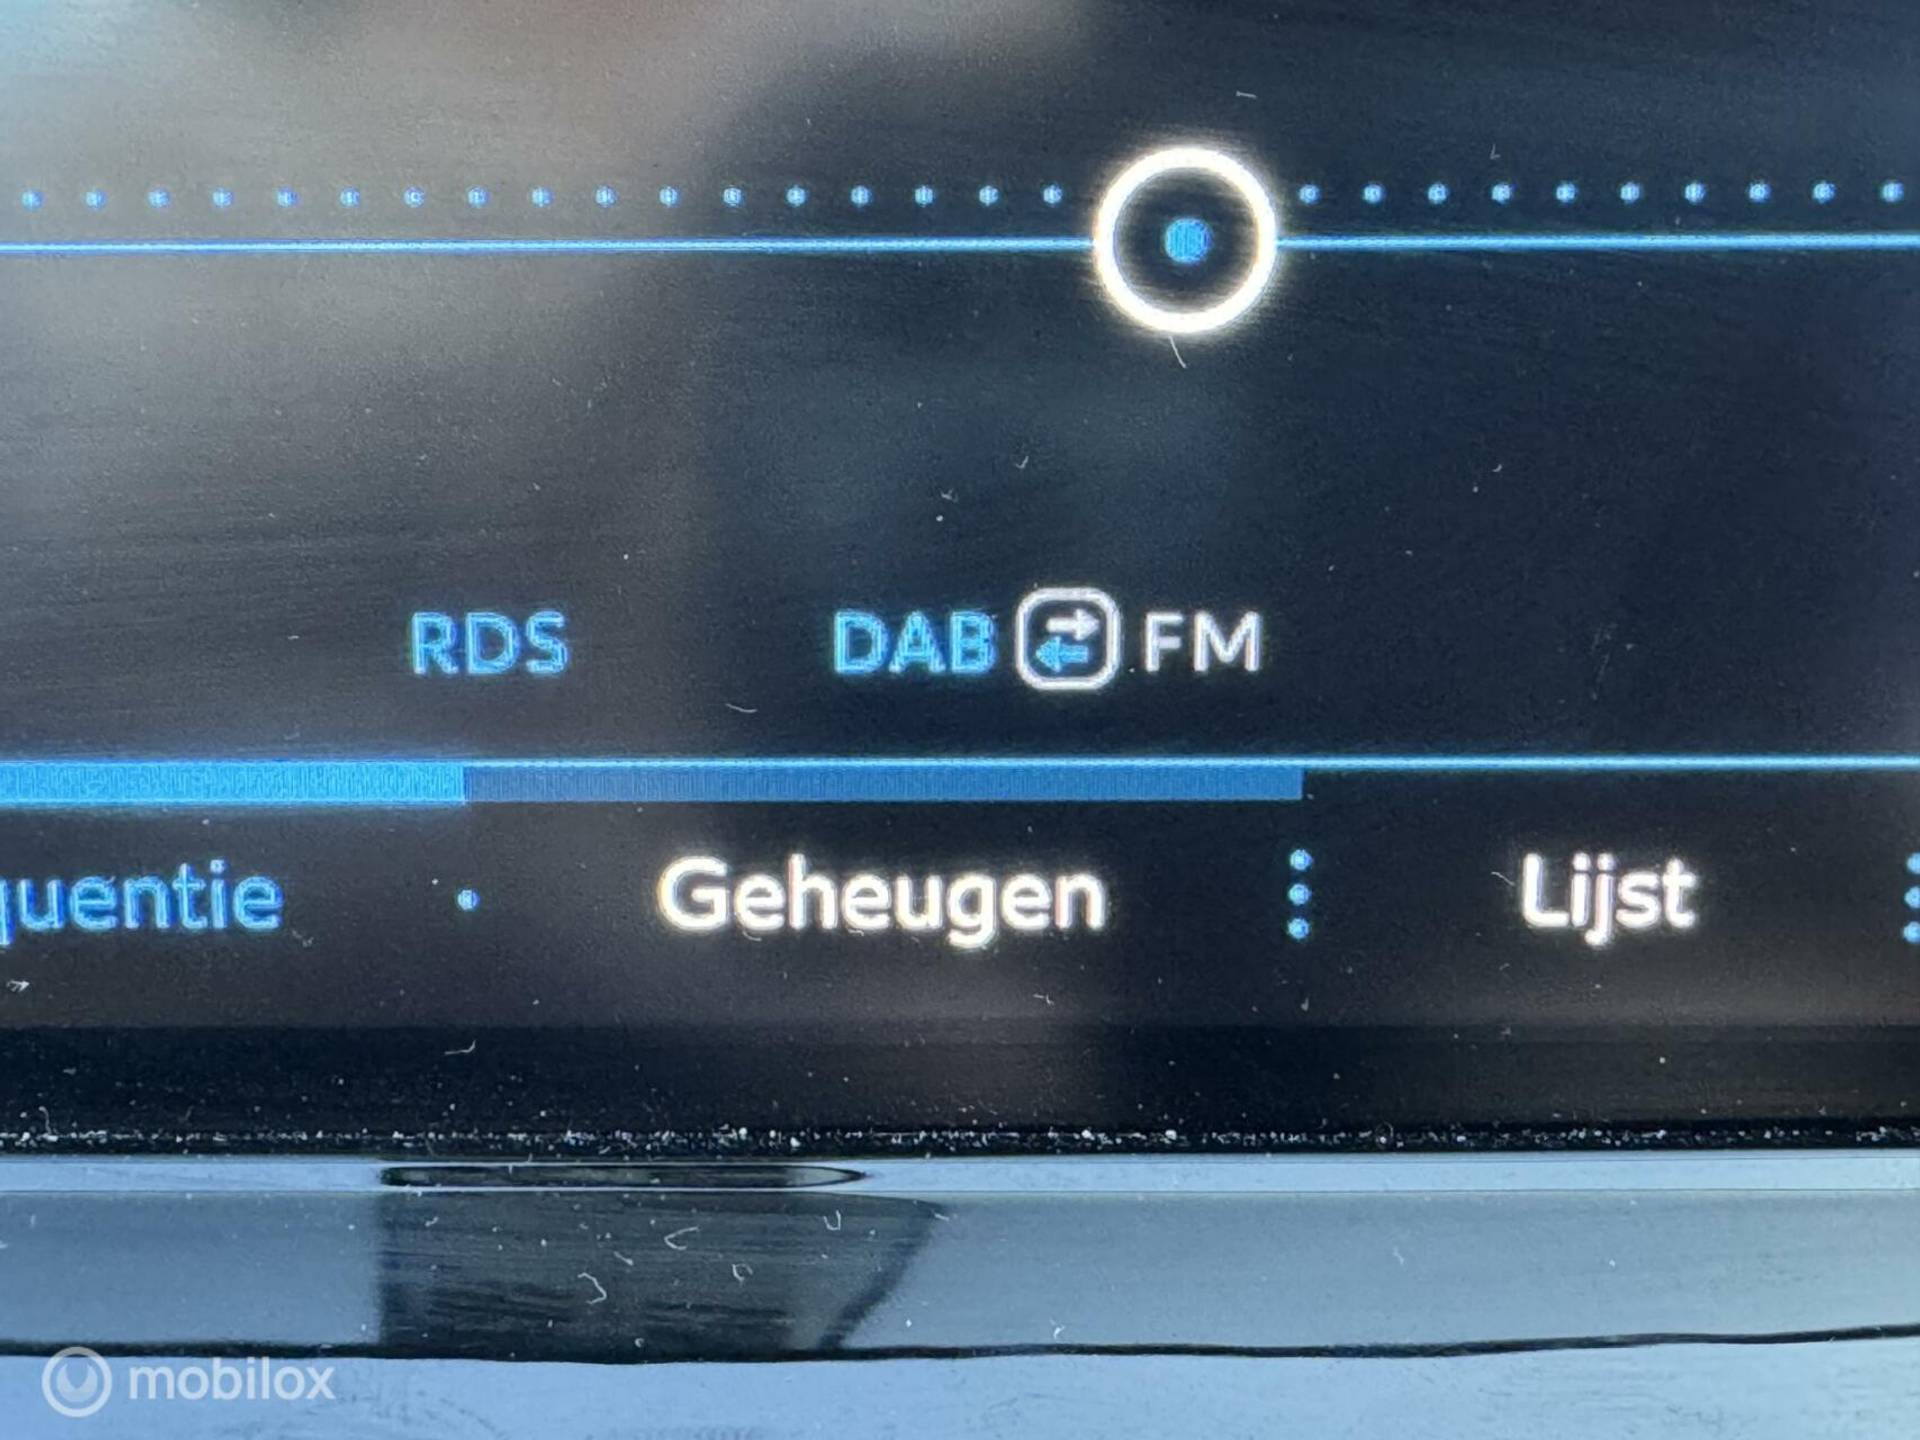 RDS DAB FM
quentie Geheugen Lijst
mobilox